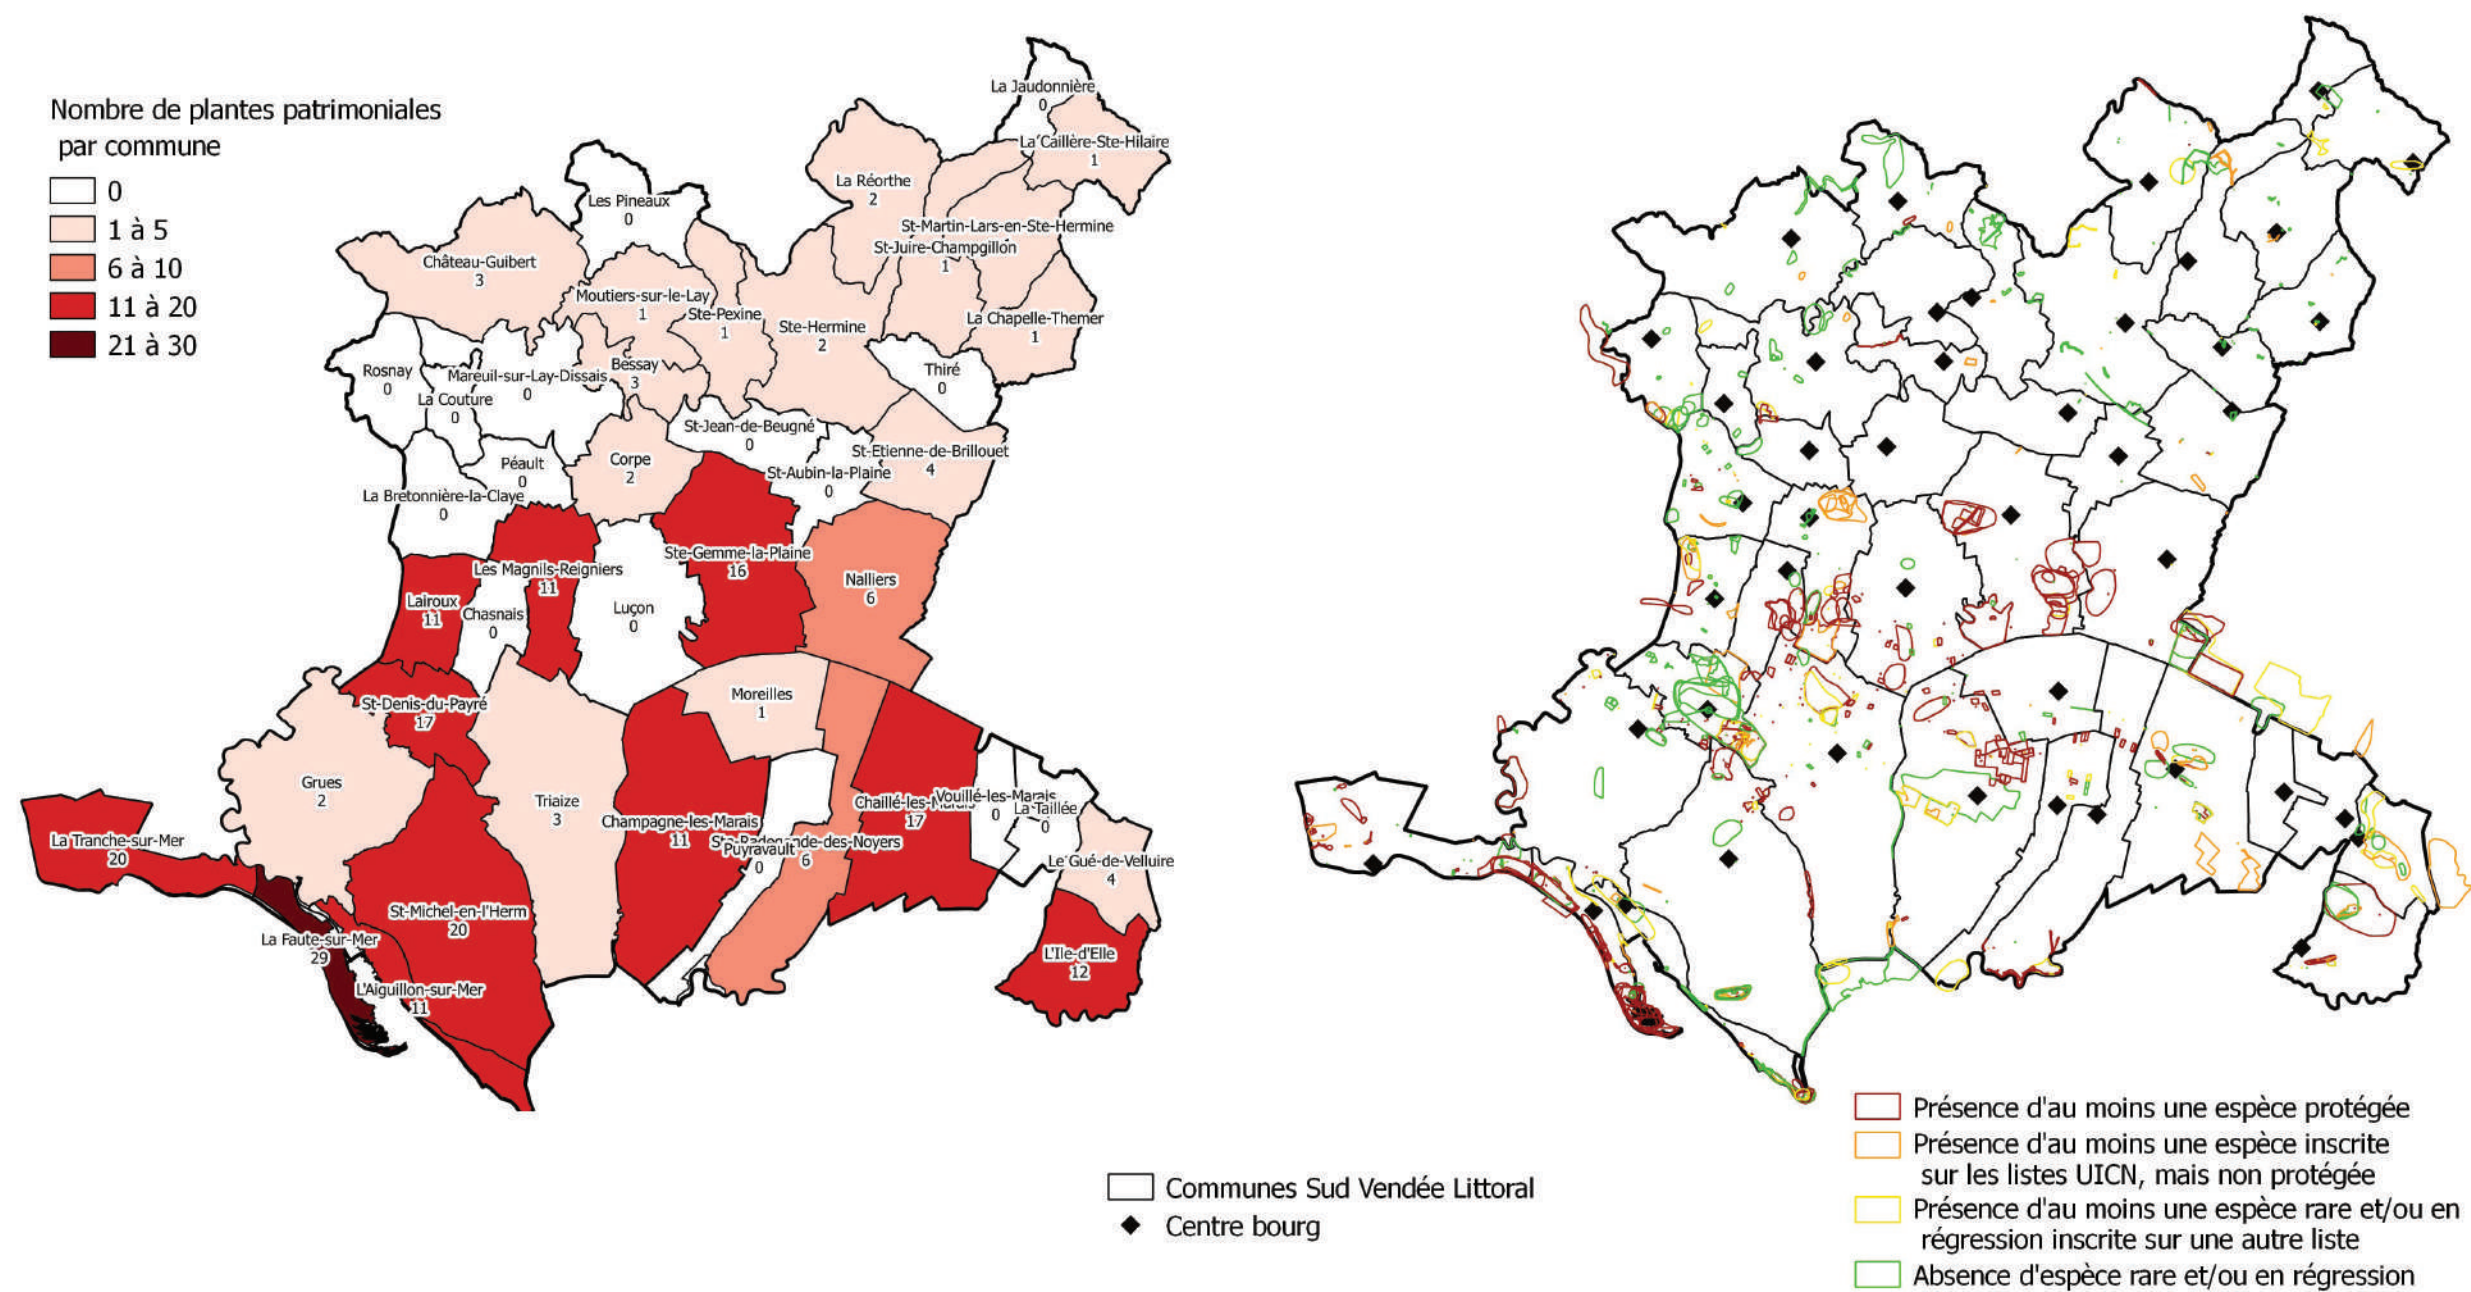 Nombre de plantes patrimoniales
par commune
0
1 à 5
6 à 10
11 à 20
21 à 30
La Jaudonnière
0
La Caillère-Ste-Hilaire
1
La Réorthe
2
Les Pineaux
0
St-Martin-Lars-en-Ste-Hermine
St-Juire-Champgillon
1
Château-Guibert
3
Moutiers-sur-le-Lay
1
Ste-Pexine
1
Ste-Hermine
2
La Chapelle-Themer
1
Rosnay
0
Mareuil-sur-Lay-Dissais
0
Bessay
3
Thiré
0
La Couture
0
St-Jean-de-Beugné
0
St-Etienne-de-Brillouet
4
Péault
0
Corpe
2
St-Aubin-la-Plaine
0
La Bretonnière-la-Claye
0
Les Magnils-Reigniers
11
Ste-Gemme-la-Plaine
16
Nalliers
6
Lairoux
11
Chasnais
0
Luçon
0
St-Denis-du-Payré
17
Moreilles
1
Grues
2
Triaize
3
Champagne-les-Marais
11
Chaillé-les-Marais
17
Vouillé-les-Marais
0
La Taillée
0
La Tranche-sur-Mer
20
Ste-Radegonde-des-Noyers
6
Puyravault
0
Le Gué-de-Velluire
4
St-Michel-en-l'Herm
20
La Faute-sur-Mer
29
L'Ile-d'Elle
12
L'Aiguillon-sur-Mer
11
Communes Sud Vendée Littoral
Centre bourg
Présence d'au moins une espèce protégée
Présence d'au moins une espèce inscrite
sur les listes UICN, mais non protégée
Présence d'au moins une espèce rare et/ou en
régression inscrite sur une autre liste
Absence d'espèce rare et/ou en régression